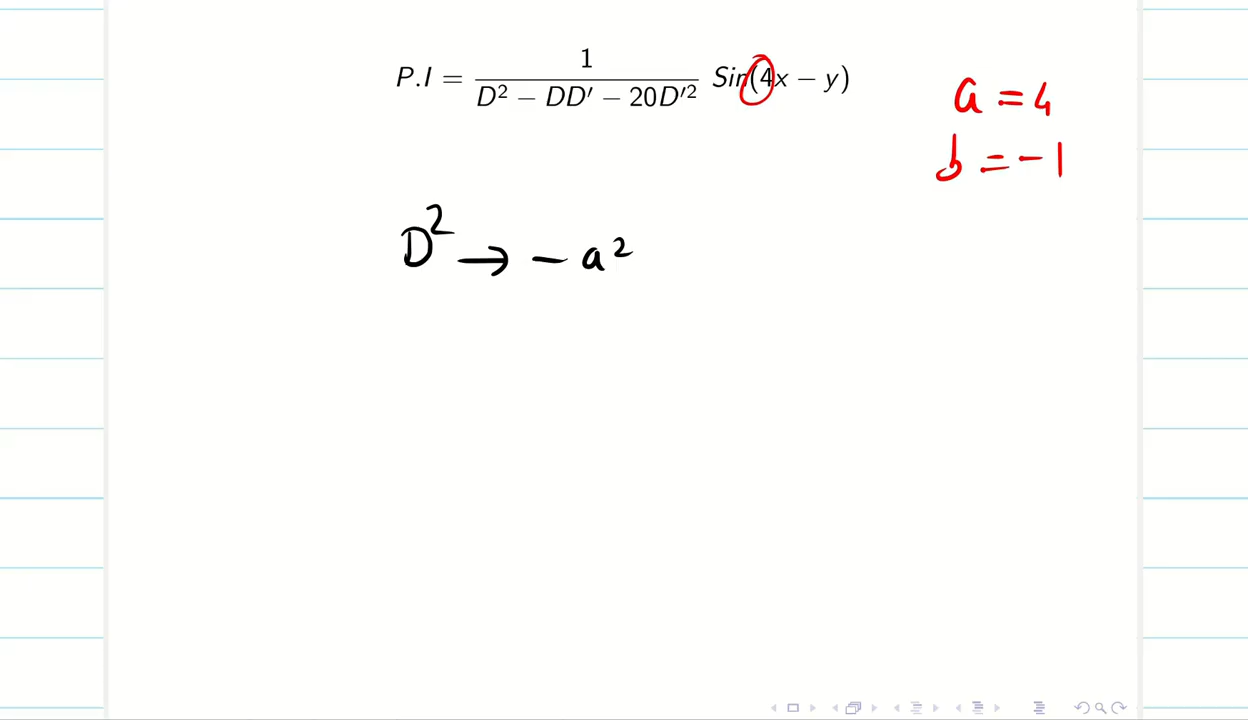 P.I = 1 / (D² − DD′ − 20D′²) Sin(4x − y)
a = 4
b = −1
D² → − a²